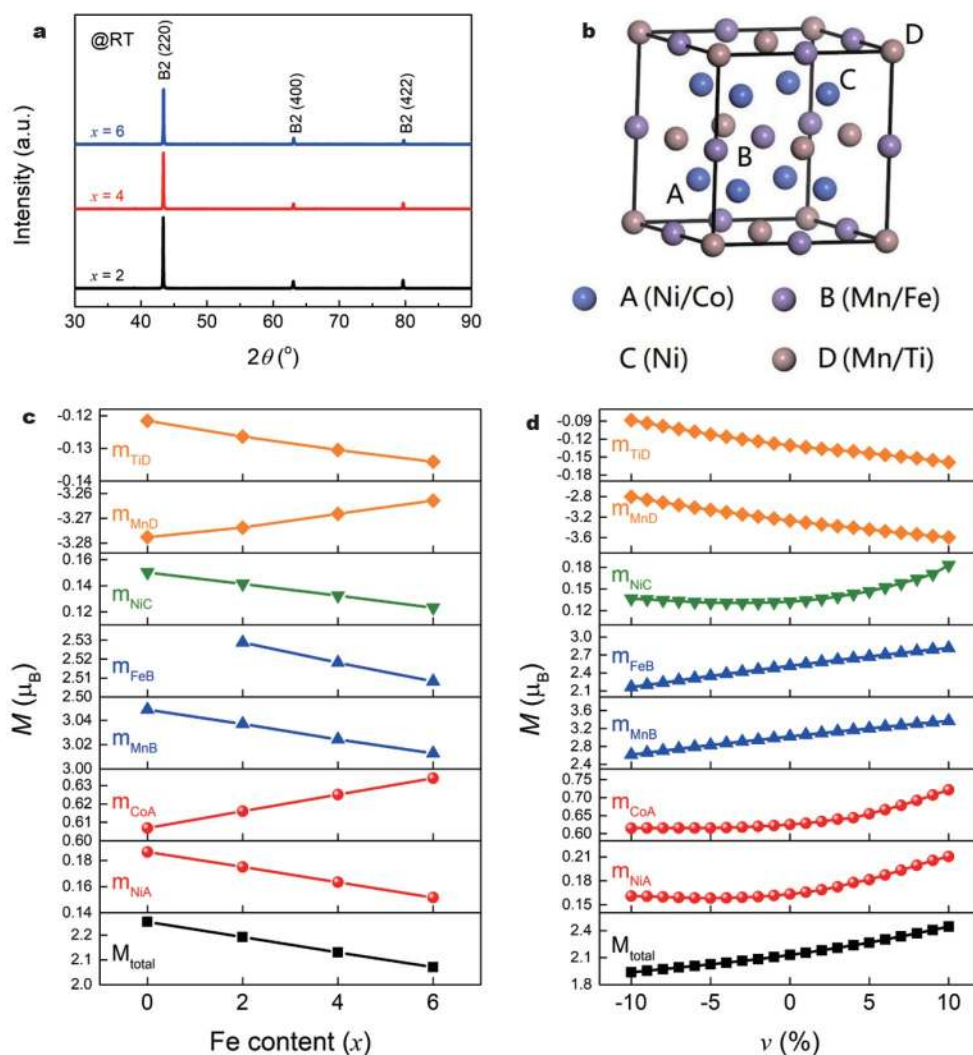 a
@RT
B2 (220)
B2 (400)
B2 (422)
x = 6
x = 4
x = 2
Intensity (a.u.)
30 40 50 60 70 80 90
2θ (°)
b
D
C
B
A
A (Ni/Co) B (Mn/Fe)
C (Ni) D (Mn/Ti)
c
-0.12
-0.13
-0.14
m_TiD
-3.26
-3.27
-3.28
m_MnD
0.16
0.14
0.12
m_NiC
2.53
2.52
2.51
2.50
m_FeB
3.04
3.02
3.00
m_MnB
0.63
0.62
0.61
0.60
m_CoA
0.18
0.16
0.14
m_NiA
2.2
2.1
2.0
M_total
M (μ_B)
0 2 4 6
Fe content (x)
d
-0.09
-0.12
-0.15
-0.18
m_TiD
-2.8
-3.2
-3.6
m_MnD
0.18
0.15
0.12
m_NiC
3.0
2.7
2.4
2.1
m_FeB
3.6
3.2
2.8
2.4
m_MnB
0.75
0.70
0.65
0.60
m_CoA
0.21
0.18
0.15
m_NiA
2.4
2.1
1.8
M_total
M (μ_B)
-10 -5 0 5 10
ν (%)